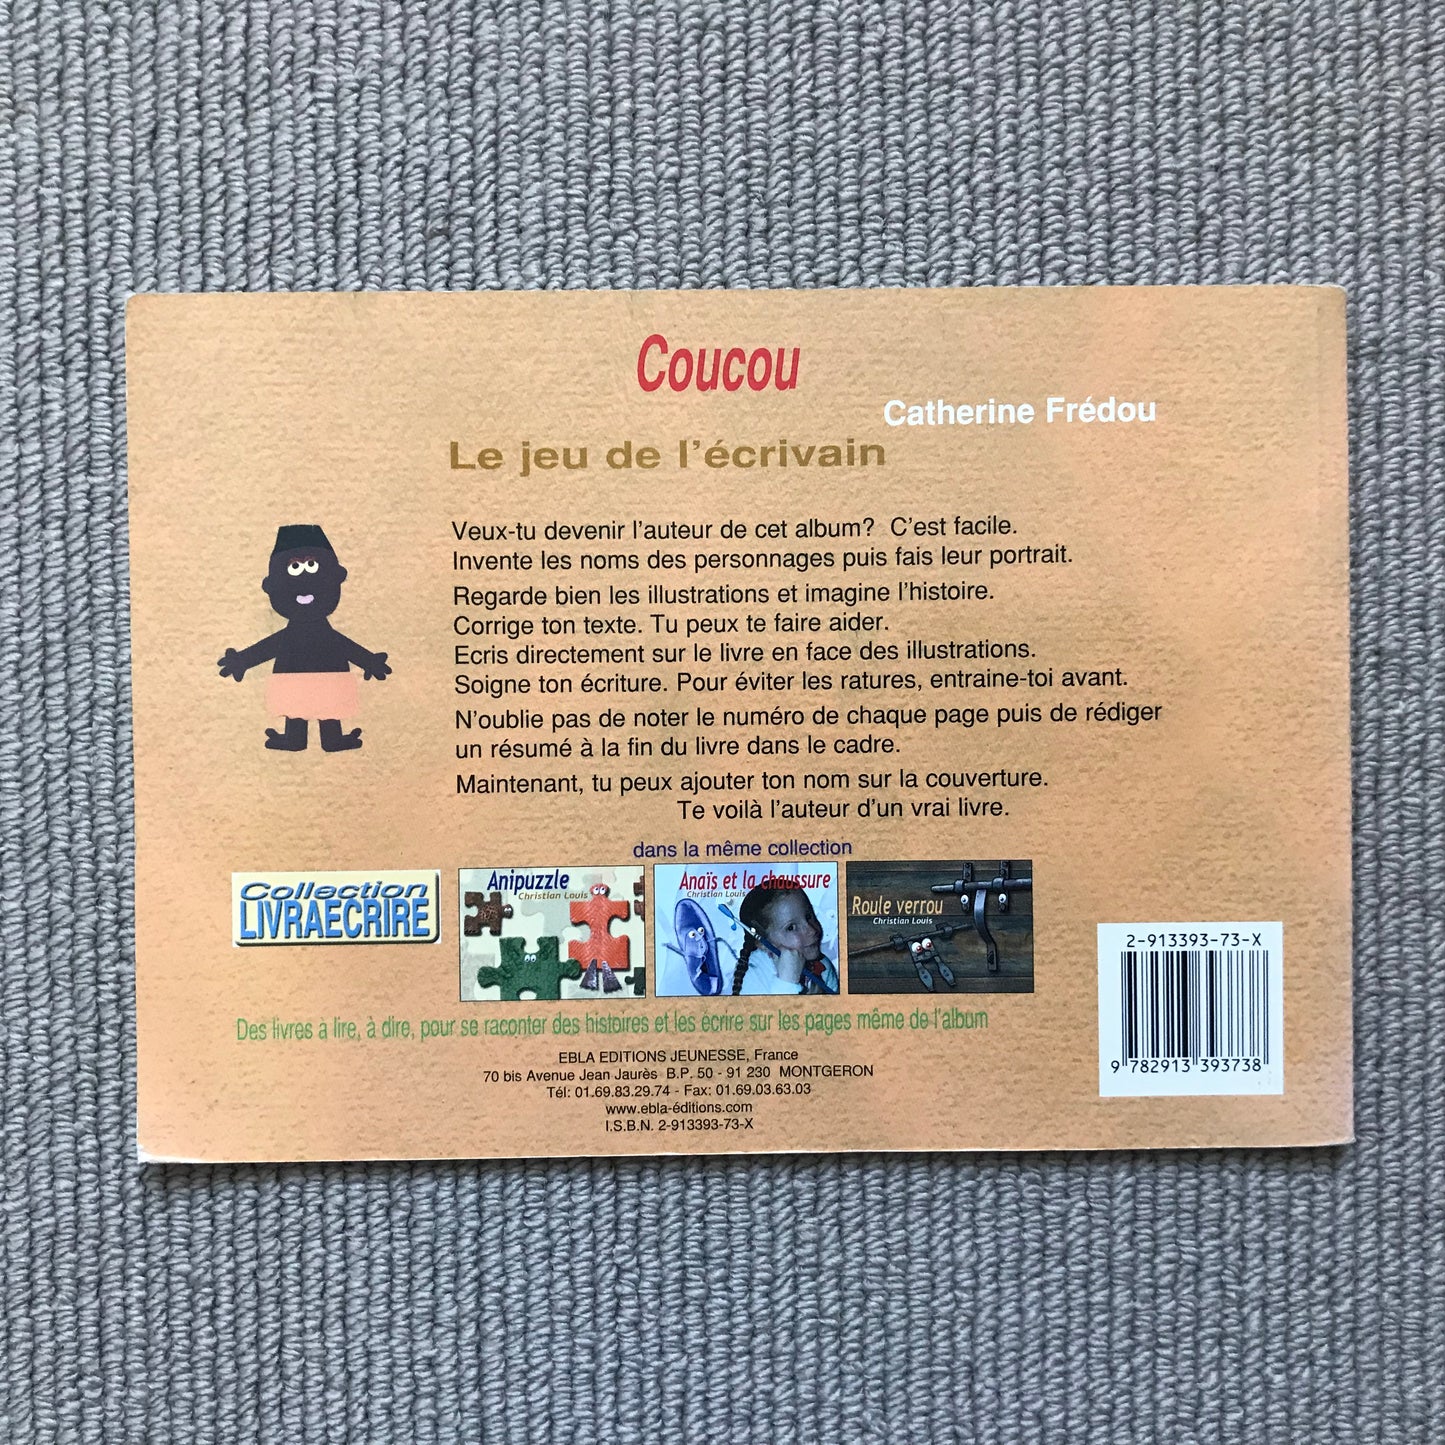 Coucou
Catherine Frédou
Le jeu de l'écrivain
Veux-tu devenir l'auteur de cet album? C'est facile.
Invente les noms des personnages puis fais leur portrait.
Regarde bien les illustrations et imagine l'histoire.
Corrige ton texte. Tu peux te faire aider.
Ecris directement sur le livre en face des illustrations.
Soigne ton écriture. Pour éviter les ratures, entraine-toi avant.
N'oublie pas de noter le numéro de chaque page puis de rédiger
un résumé à la fin du livre dans le cadre.
Maintenant, tu peux ajouter ton nom sur la couverture.
Te voilà l'auteur d'un vrai livre.
dans la même collection
Collection
LIVRAECRIRE
Anipuzzle
Christian Louis
Anaïs et la chaussure
Christian Louis
Roule verrou
Christian Louis
2-913393-73-X
9 782913 393738
Des livres à lire, à dire, pour se raconter des histoires et les écrire sur les pages même de l'album
EBLA EDITIONS JEUNESSE, France
70 bis Avenue Jean Jaurès B.P. 50 - 91 230 MONTGERON
Tél: 01.69.83.29.74 - Fax: 01.69.03.63.03
www.ebla-éditions.com
I.S.B.N. 2-913393-73-X